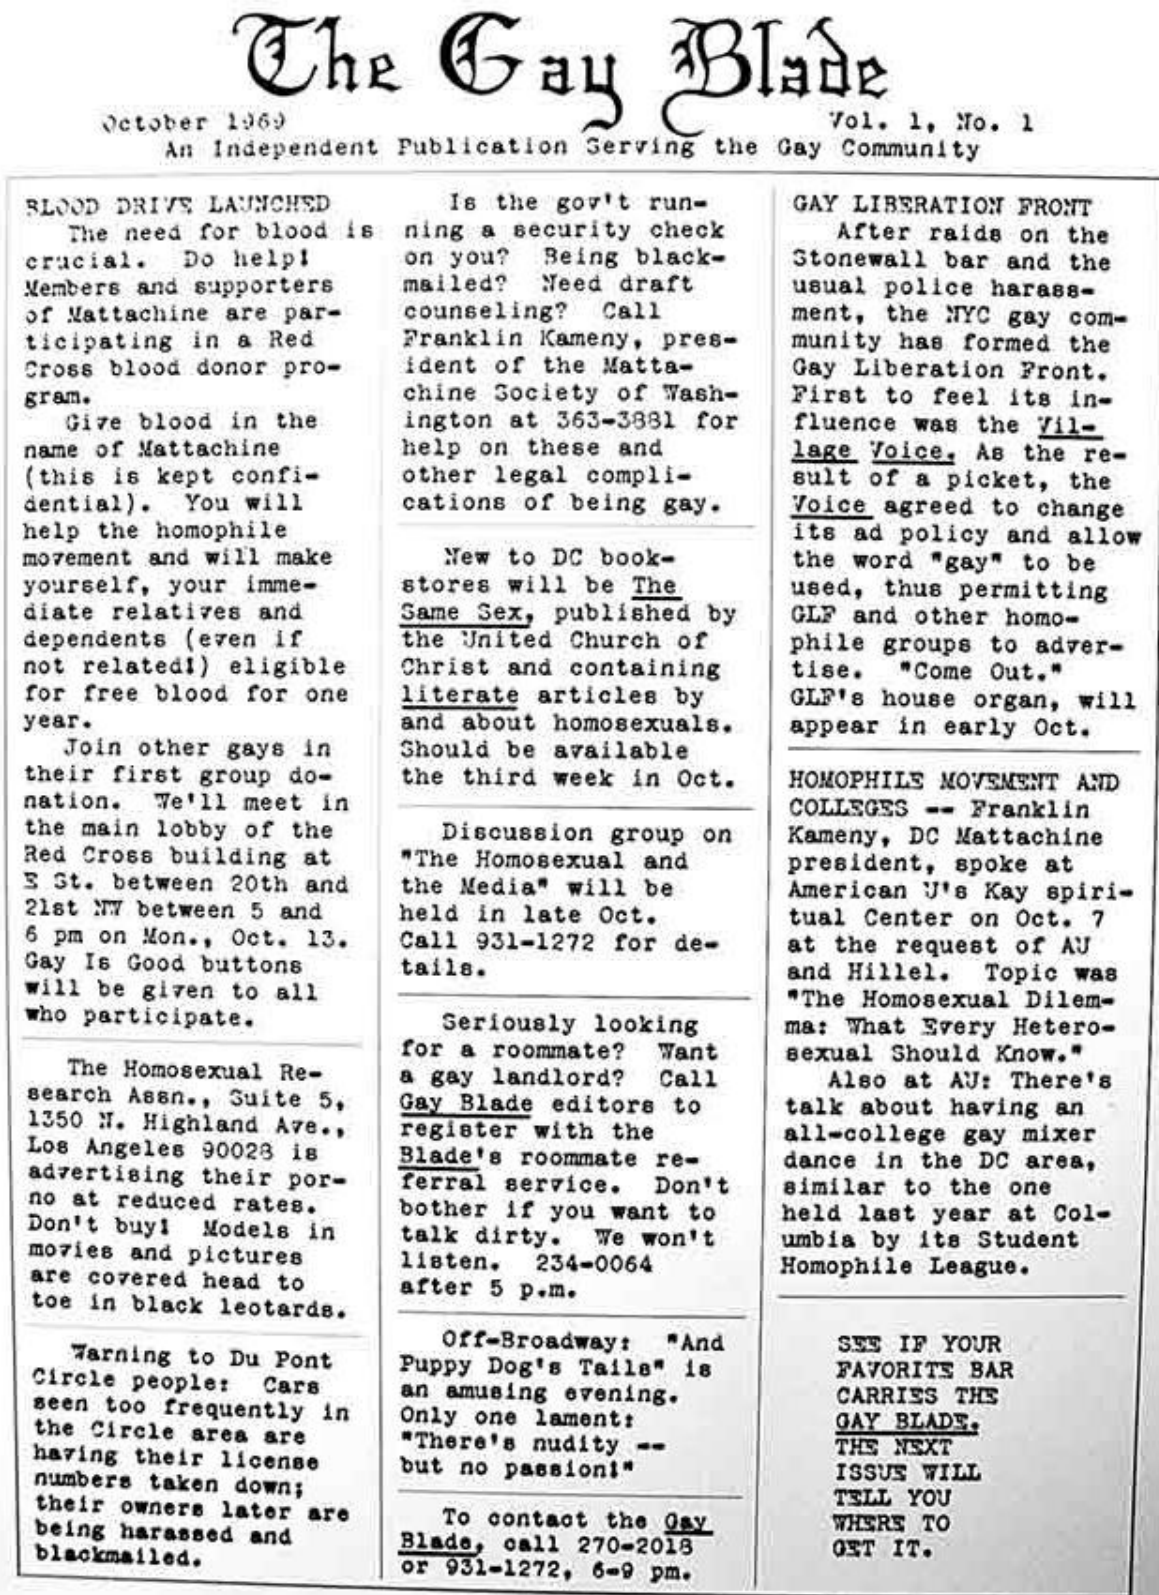 The Gay Blade
October 1969
Vol. 1, No. 1
An Independent Publication Serving the Gay Community
BLOOD DRIVE LAUNCHED
The need for blood is
crucial. Do help!
Members and supporters
of Mattachine are par-
ticipating in a Red
Cross blood donor pro-
gram.
Give blood in the
name of Mattachine
(this is kept confi-
dential). You will
help the homophile
movement and will make
yourself, your imme-
diate relatives and
dependents (even if
not related!) eligible
for free blood for one
year.
Join other gays in
their first group do-
nation. We'll meet in
the main lobby of the
Red Cross building at
E St. between 20th and
21st NW between 5 and
6 pm on Mon., Oct. 13.
Gay Is Good buttons
will be given to all
who participate.
The Homosexual Re-
search Assn., Suite 5,
1350 N. Highland Ave.,
Los Angeles 90028 is
advertising their por-
no at reduced rates.
Don't buy! Models in
movies and pictures
are covered head to
toe in black leotards.
Warning to Du Pont
Circle people: Cars
seen too frequently in
the Circle area are
having their license
numbers taken down;
their owners later are
being harassed and
blackmailed.
Is the gov't run-
ning a security check
on you? Being black-
mailed? Need draft
counseling? Call
Franklin Kameny, pres-
ident of the Matta-
chine Society of Wash-
ington at 363-3881 for
help on these and
other legal compli-
cations of being gay.
New to DC book-
stores will be The
Same Sex, published by
the United Church of
Christ and containing
literate articles by
and about homosexuals.
Should be available
the third week in Oct.
Discussion group on
"The Homosexual and
the Media" will be
held in late Oct.
Call 931-1272 for de-
tails.
Seriously looking
for a roommate? Want
a gay landlord? Call
Gay Blade editors to
register with the
Blade's roommate re-
ferral service. Don't
bother if you want to
talk dirty. We won't
listen. 234-0064
after 5 p.m.
Off-Broadway: "And
Puppy Dog's Tails" is
an amusing evening.
Only one lament:
"There's nudity --
but no passion!"
To contact the Gay
Blade, call 270-2018
or 931-1272, 6-9 pm.
GAY LIBERATION FRONT
After raids on the
Stonewall bar and the
usual police harass-
ment, the NYC gay com-
munity has formed the
Gay Liberation Front.
First to feel its in-
fluence was the Vil-
lage Voice. As the re-
sult of a picket, the
Voice agreed to change
its ad policy and allow
the word "gay" to be
used, thus permitting
GLF and other homo-
phile groups to adver-
tise. "Come Out."
GLF's house organ, will
appear in early Oct.
HOMOPHILE MOVEMENT AND
COLLEGES -- Franklin
Kameny, DC Mattachine
president, spoke at
American U's Kay spiri-
tual Center on Oct. 7
at the request of AU
and Hillel. Topic was
"The Homosexual Dilem-
ma: What Every Hetero-
sexual Should Know."
Also at AU: There's
talk about having an
all-college gay mixer
dance in the DC area,
similar to the one
held last year at Col-
umbia by its Student
Homophile League.
SEE IF YOUR
FAVORITE BAR
CARRIES THE
GAY BLADE.
THE NEXT
ISSUE WILL
TELL YOU
WHERE TO
GET IT.